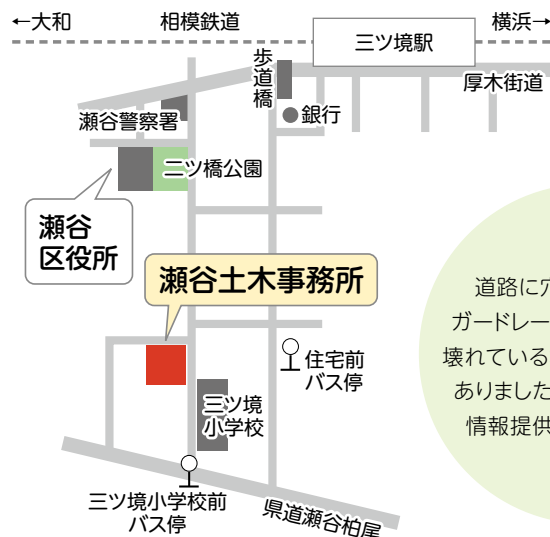 ←大和
相模鉄道
三ツ境駅
横浜→
歩道橋
厚木街道
瀬谷警察署
銀行
二ツ橋公園
瀬谷
区役所
瀬谷土木事務所
道路に穴
ガードレー
壊れている
ありました
情報提供
住宅前
バス停
三ツ境
小学校
三ツ境小学校前
バス停
県道瀬谷柏尾